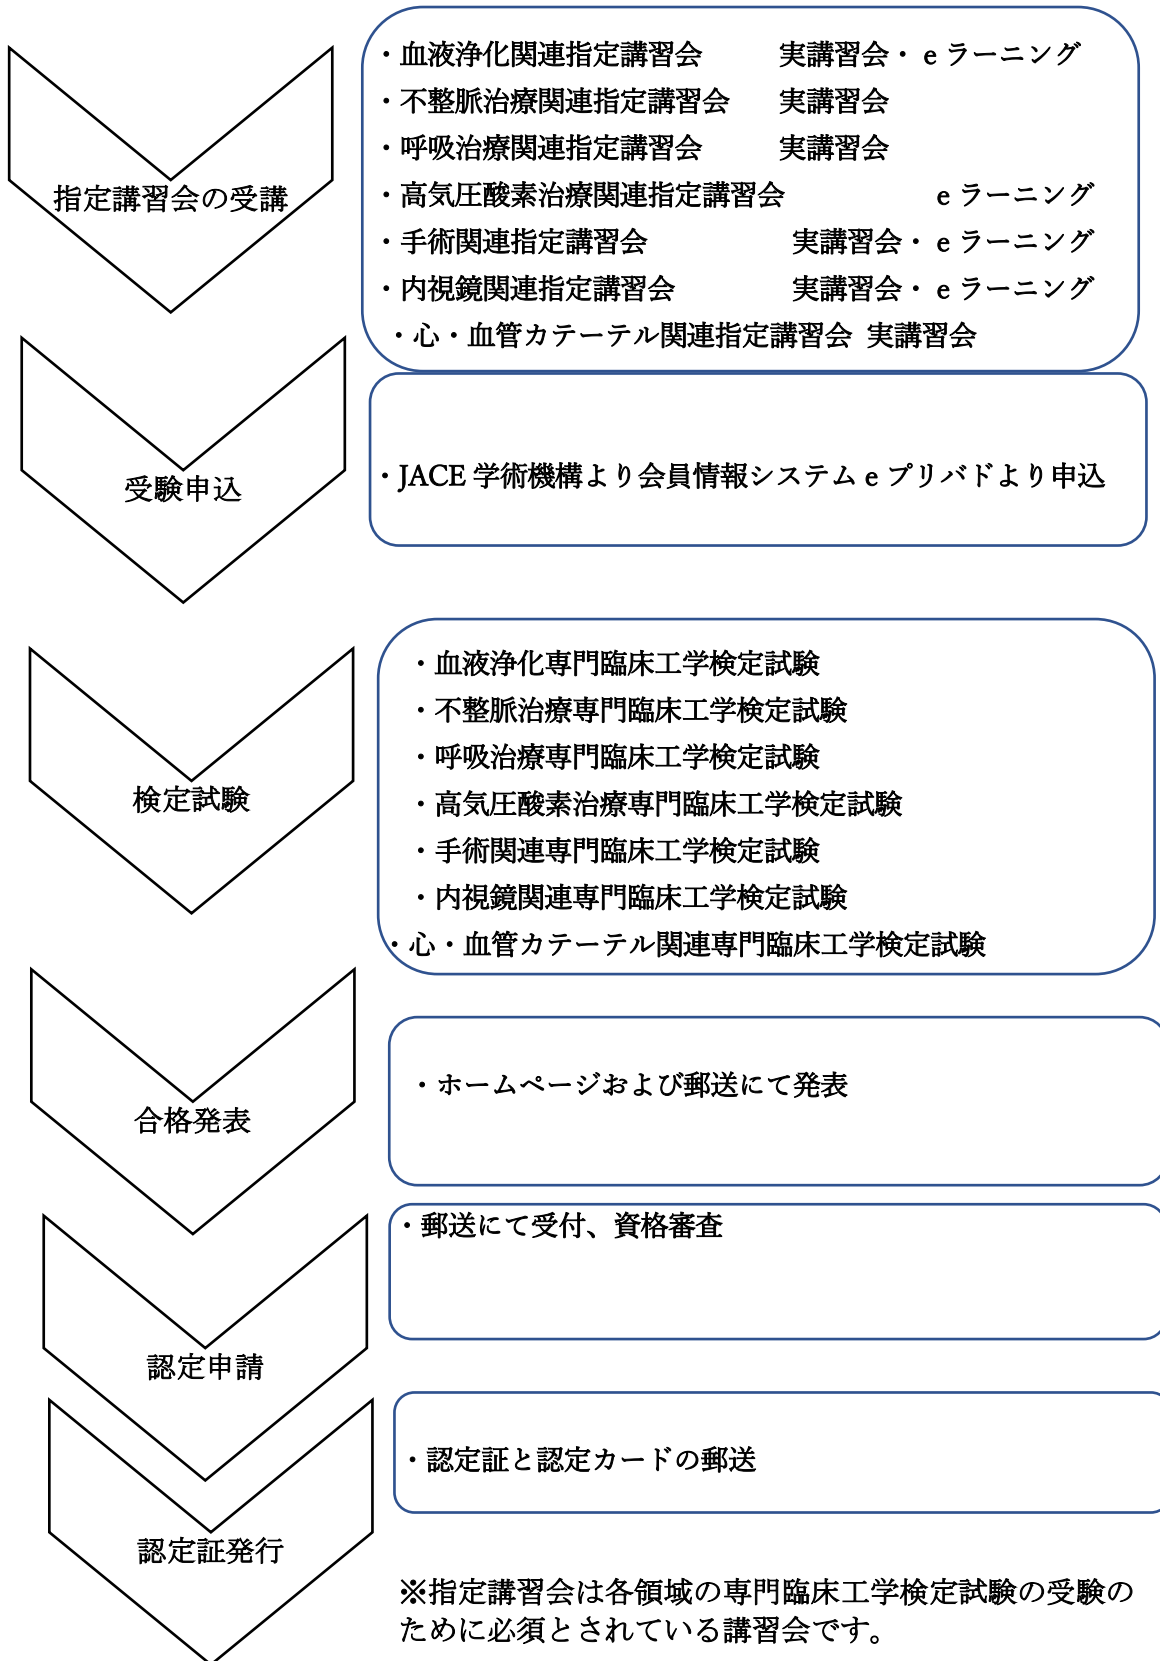 指定講習会の受講
・血液浄化関連指定講習会 実講習会・eラーニング
・不整脈治療関連指定講習会 実講習会
・呼吸治療関連指定講習会 実講習会
・高気圧酸素治療関連指定講習会 eラーニング
・手術関連指定講習会 実講習会・eラーニング
・内視鏡関連指定講習会 実講習会・eラーニング
・心・血管カテーテル関連指定講習会 実講習会
受験申込
・JACE 学術機構より会員情報システム e プリバドより申込
検定試験
・血液浄化専門臨床工学検定試験
・不整脈治療専門臨床工学検定試験
・呼吸治療専門臨床工学検定試験
・高気圧酸素治療専門臨床工学検定試験
・手術関連専門臨床工学検定試験
・内視鏡関連専門臨床工学検定試験
・心・血管カテーテル関連専門臨床工学検定試験
合格発表
・ホームページおよび郵送にて発表
認定申請
・郵送にて受付、資格審査
認定証発行
・認定証と認定カードの郵送
※指定講習会は各領域の専門臨床工学検定試験の受験の
ために必須とされている講習会です。